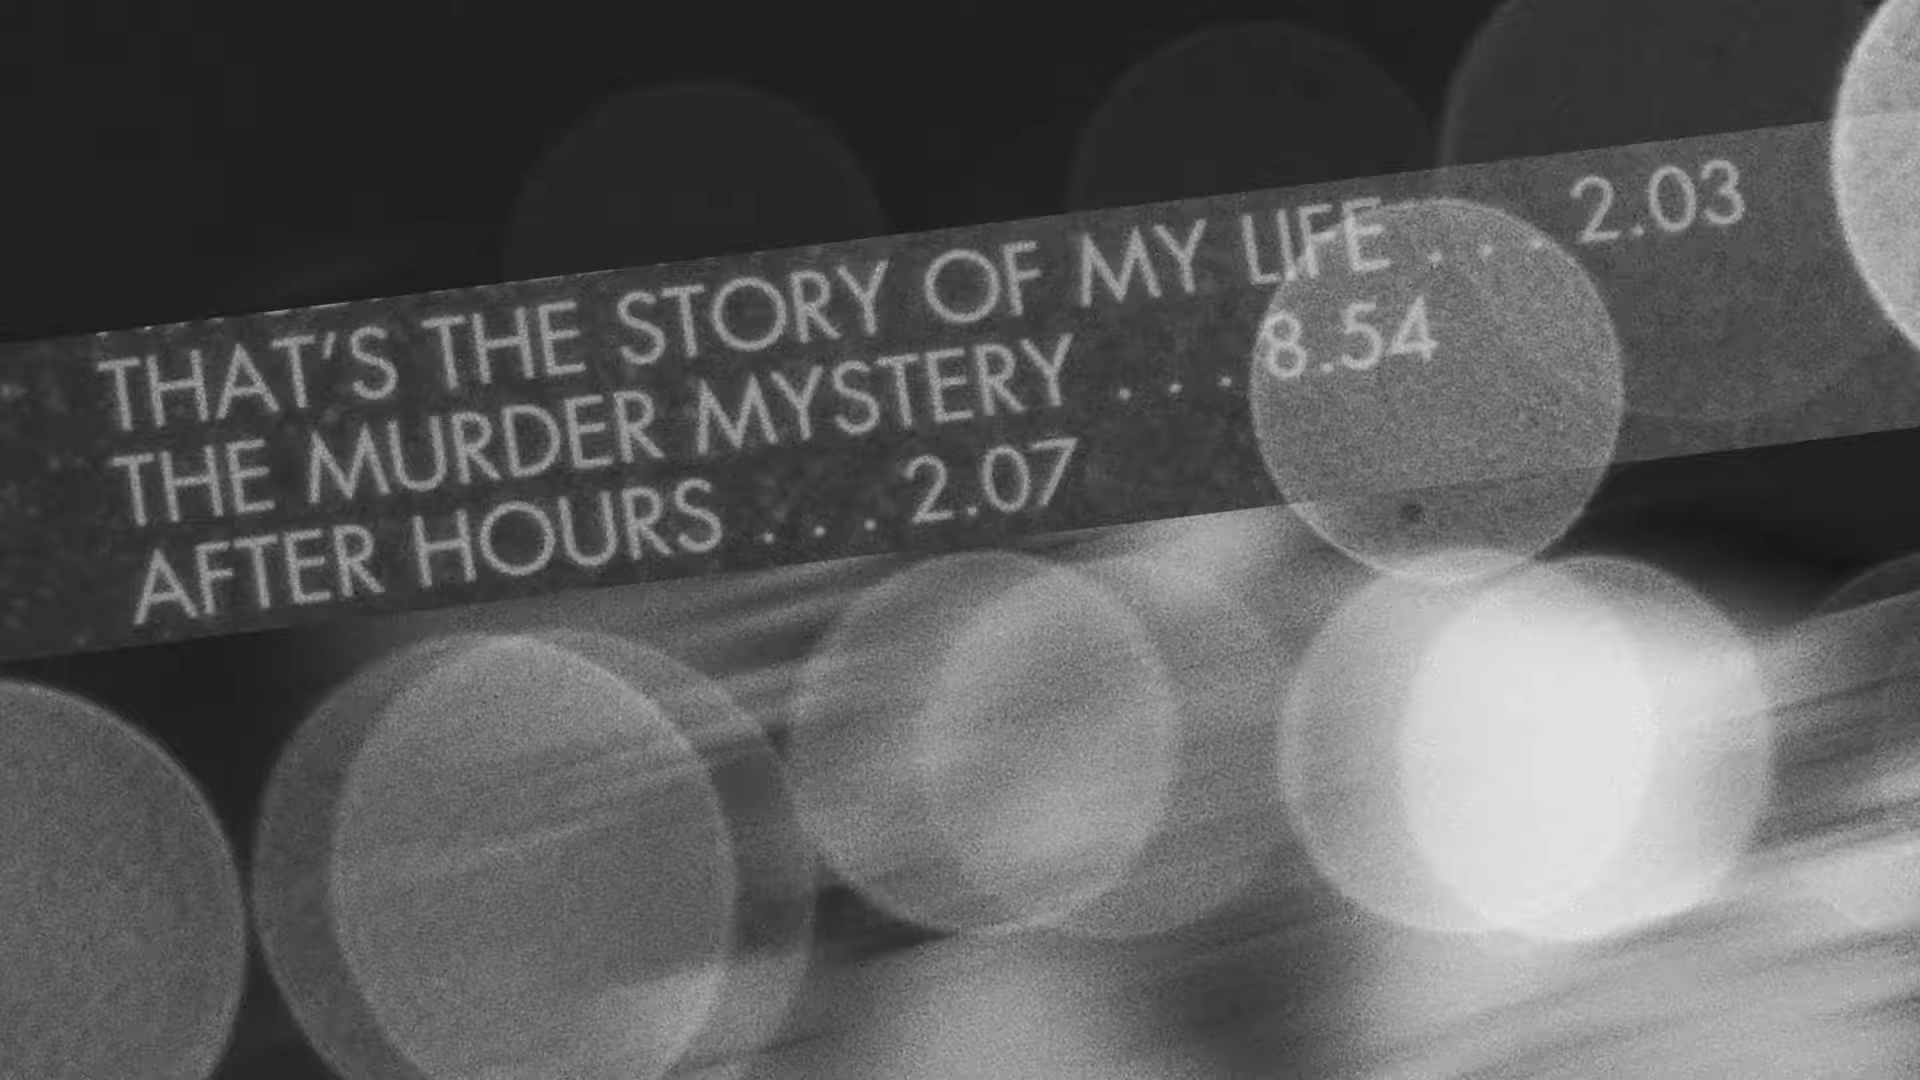 THAT'S THE STORY OF MY LIFE . . . 2.03
THE MURDER MYSTERY . . . 8.54
AFTER HOURS . . . 2.07